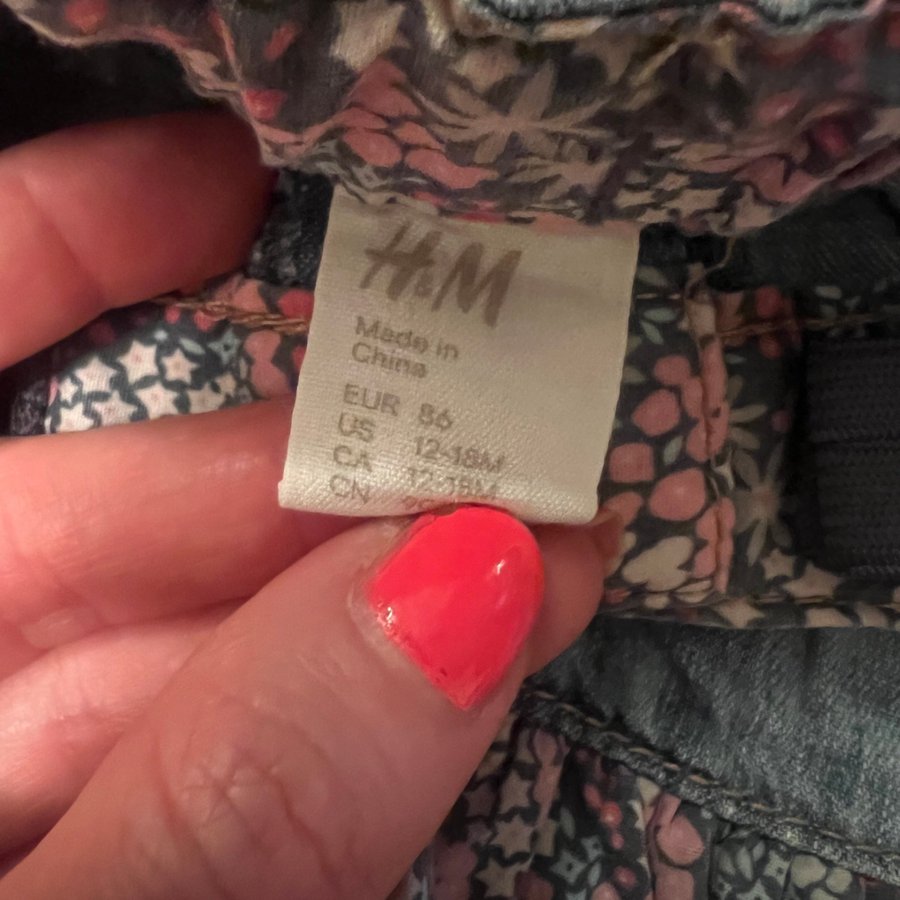 H&M
Made in
China
EUR 86
US 12-18M
CA 12-18M
CN